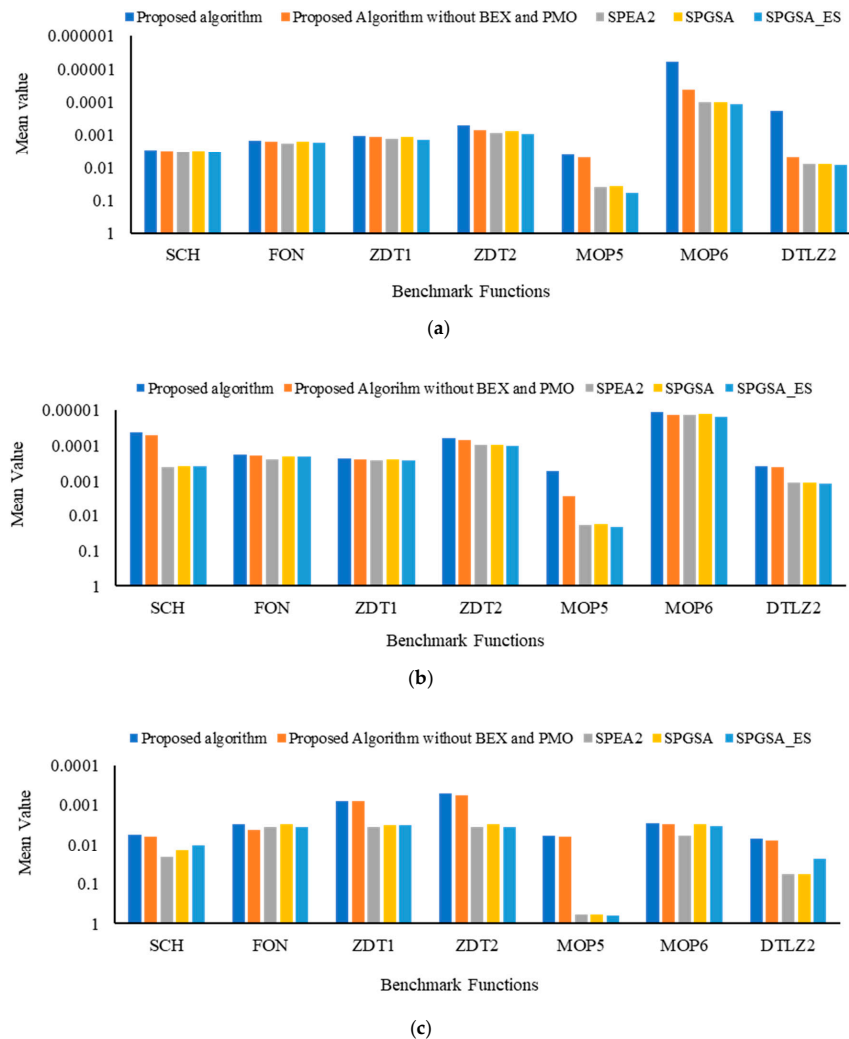 Proposed algorithm Proposed Algorithm without BEX and PMO SPEA2 SPGSA SPGSA_ES
0.000001
0.00001
0.0001
0.001
0.01
0.1
1
Mean value
SCH FON ZDT1 ZDT2 MOP5 MOP6 DTLZ2
Benchmark Functions
(a)
Proposed algorithm Proposed Algorihm without BEX and PMO SPEA2 SPGSA SPGSA_ES
0.00001
0.0001
0.001
0.01
0.1
1
Mean Value
SCH FON ZDT1 ZDT2 MOP5 MOP6 DTLZ2
Benchmark Functions
(b)
Proposed algorithm Proposed Algorithm without BEX and PMO SPEA2 SPGSA SPGSA_ES
0.0001
0.001
0.01
0.1
1
Mean Value
SCH FON ZDT1 ZDT2 MOP5 MOP6 DTLZ2
Benchmark Functions
(c)